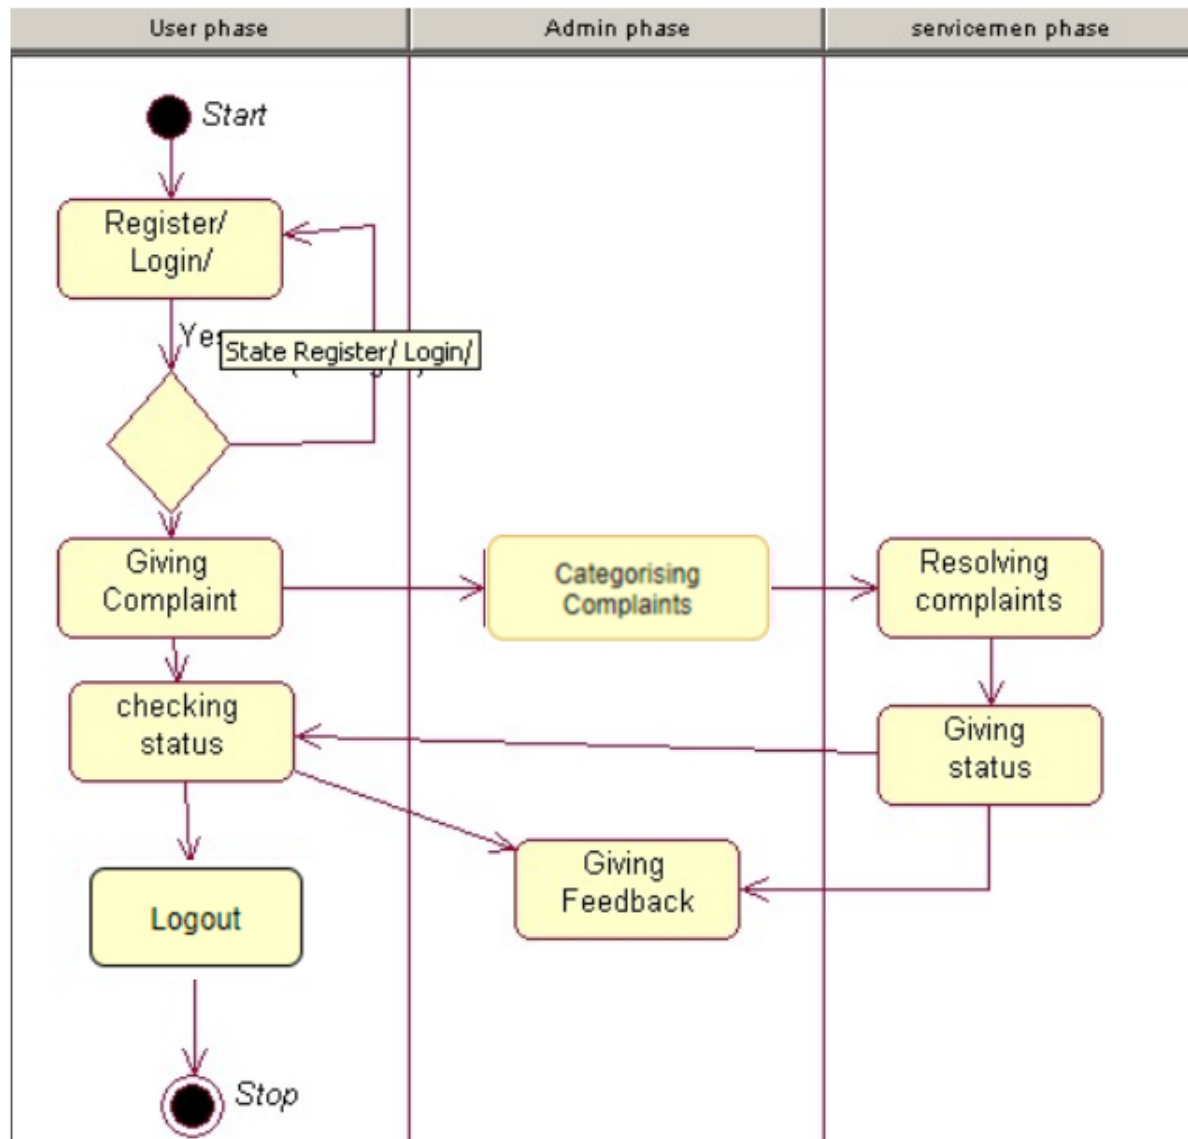 User phase
Admin phase
servicemen phase
Start
Register/
Login/
State Register/ Login/
Giving
Complaint
Categorising
Complaints
Resolving
complaints
checking
status
Giving
status
Giving
Feedback
Logout
Stop